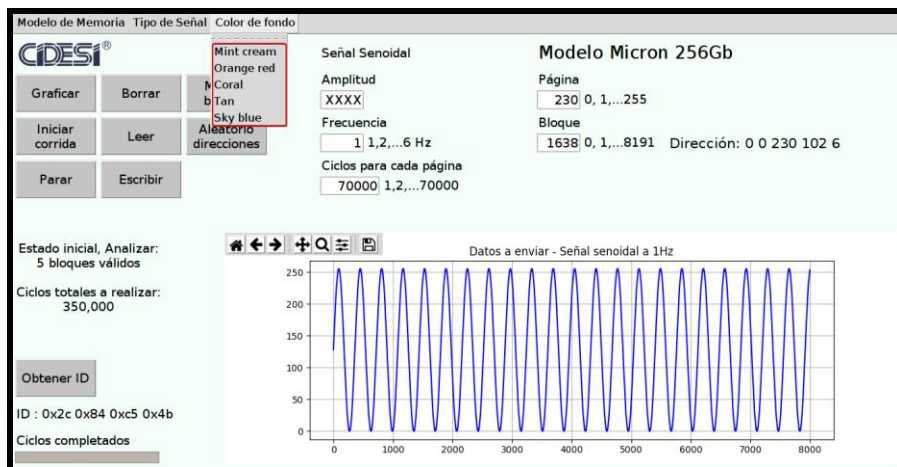 Modelo de Memoria Tipo de Señal Color de fondo
CIDESI®
Mint cream
Orange red
Coral
Tan
Sky blue
Señal Senoidal
Modelo Micron 256Gb
Graficar
Borrar
Amplitud
XXXX
Página
230 0, 1,...255
Iniciar corrida
Leer
Aleatorio direcciones
Frecuencia
1 1,2,...6 Hz
Bloque
1638 0, 1,...8191 Dirección: 0 0 230 102 6
Parar
Escribir
Ciclos para cada página
70000 1,2,...70000
Estado inicial, Analizar:
5 bloques válidos
Ciclos totales a realizar:
350,000
Datos a enviar - Señal senoidal a 1Hz
250
200
150
100
50
0
0 1000 2000 3000 4000 5000 6000 7000 8000
Obtener ID
ID : 0x2c 0x84 0xc5 0x4b
Ciclos completados